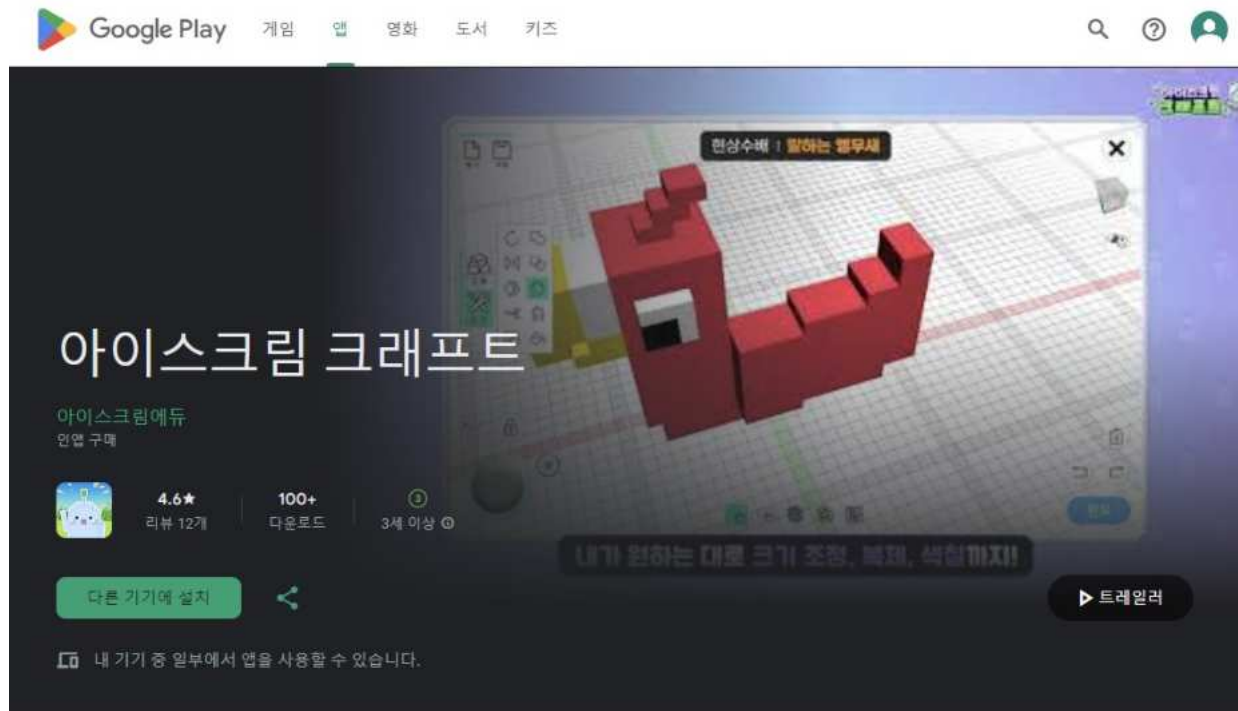 Google Play
게임
앱
영화
도서
키즈
현상수배 : 말하는 앵무새
아이스크림 크래프트
아이스크림에듀
인앱 구매
4.6★
리뷰 12개
100+
다운로드
3
3세 이상
내가 원하는 대로 크기 조정, 복제, 색칠까지!
다른 기기에 설치
트레일러
내 기기 중 일부에서 앱을 사용할 수 있습니다.